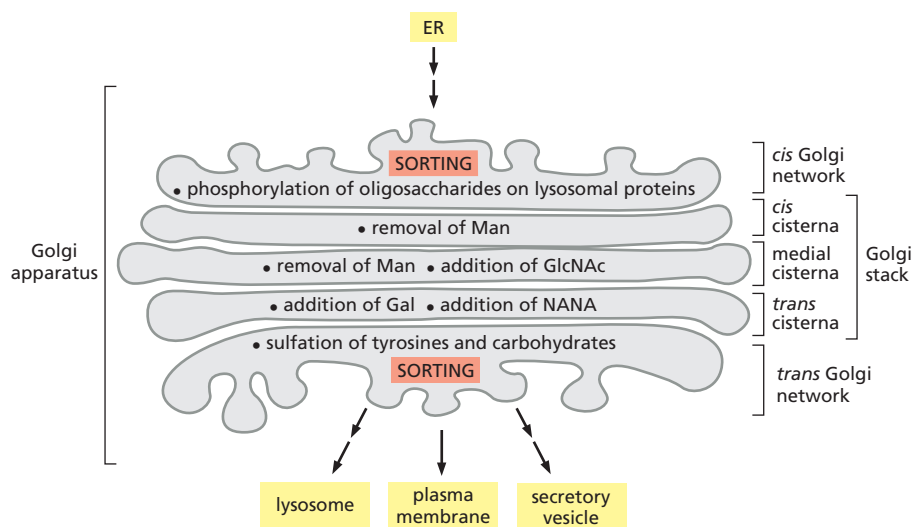 ER
SORTING
• phosphorylation of oligosaccharides on lysosomal proteins
cis Golgi
network
• removal of Man
cis
cisterna
Golgi
apparatus
• removal of Man • addition of GlcNAc
medial
cisterna
Golgi
stack
• addition of Gal • addition of NANA
trans
cisterna
• sulfation of tyrosines and carbohydrates
SORTING
trans Golgi
network
lysosome
plasma
membrane
secretory
vesicle